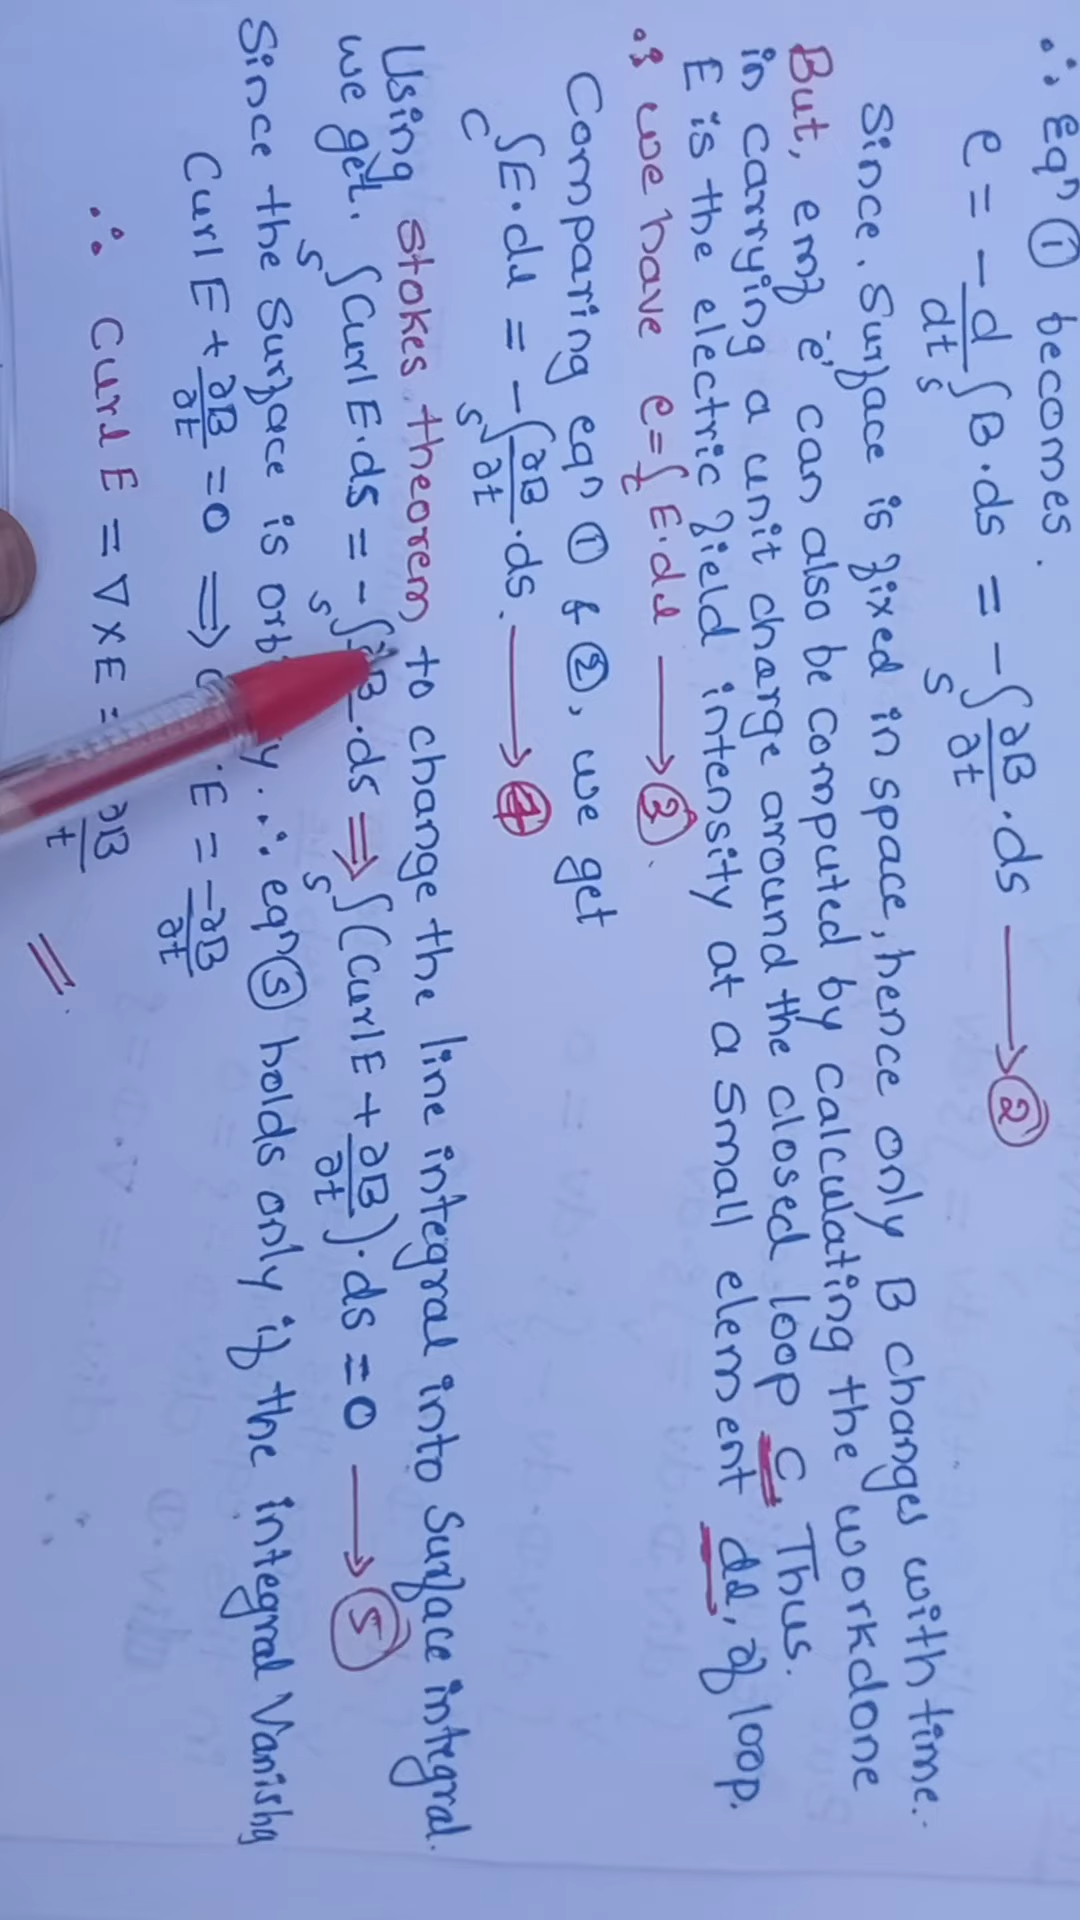 ∴ Eqⁿ ① becomes.
e = - d/dt ∫S B·ds = - ∫S ∂B/∂t ·ds → ②
Since, Surface is fixed in space, hence only B changes with time.
But, emf 'e' can also be computed by calculating the workdone
in carrying a unit charge around the closed loop C Thus.
E is the electric field intensity at a small element dl, of loop.
∴ we have e = ∫C E·dl → ③.
Comparing eqⁿ ① & ②, we get
∫C E·dl = - ∫S ∂B/∂t ·ds. → ④
Using stokes theorem, to change the line integral into Surface integral.
we get. ∫S Curl E·ds = - ∫S ∂B ·ds ⇒ ∫S (Curl E + ∂B/∂t)·ds = 0 → ⑤
Since the Surface is ∴ eqⁿ ⑤ holds only if the integral Vanishg
Curl E + ∂B/∂t = 0 ⇒ E = -∂B/∂t
∴ Curl E = ∇ × E = ∂B/t